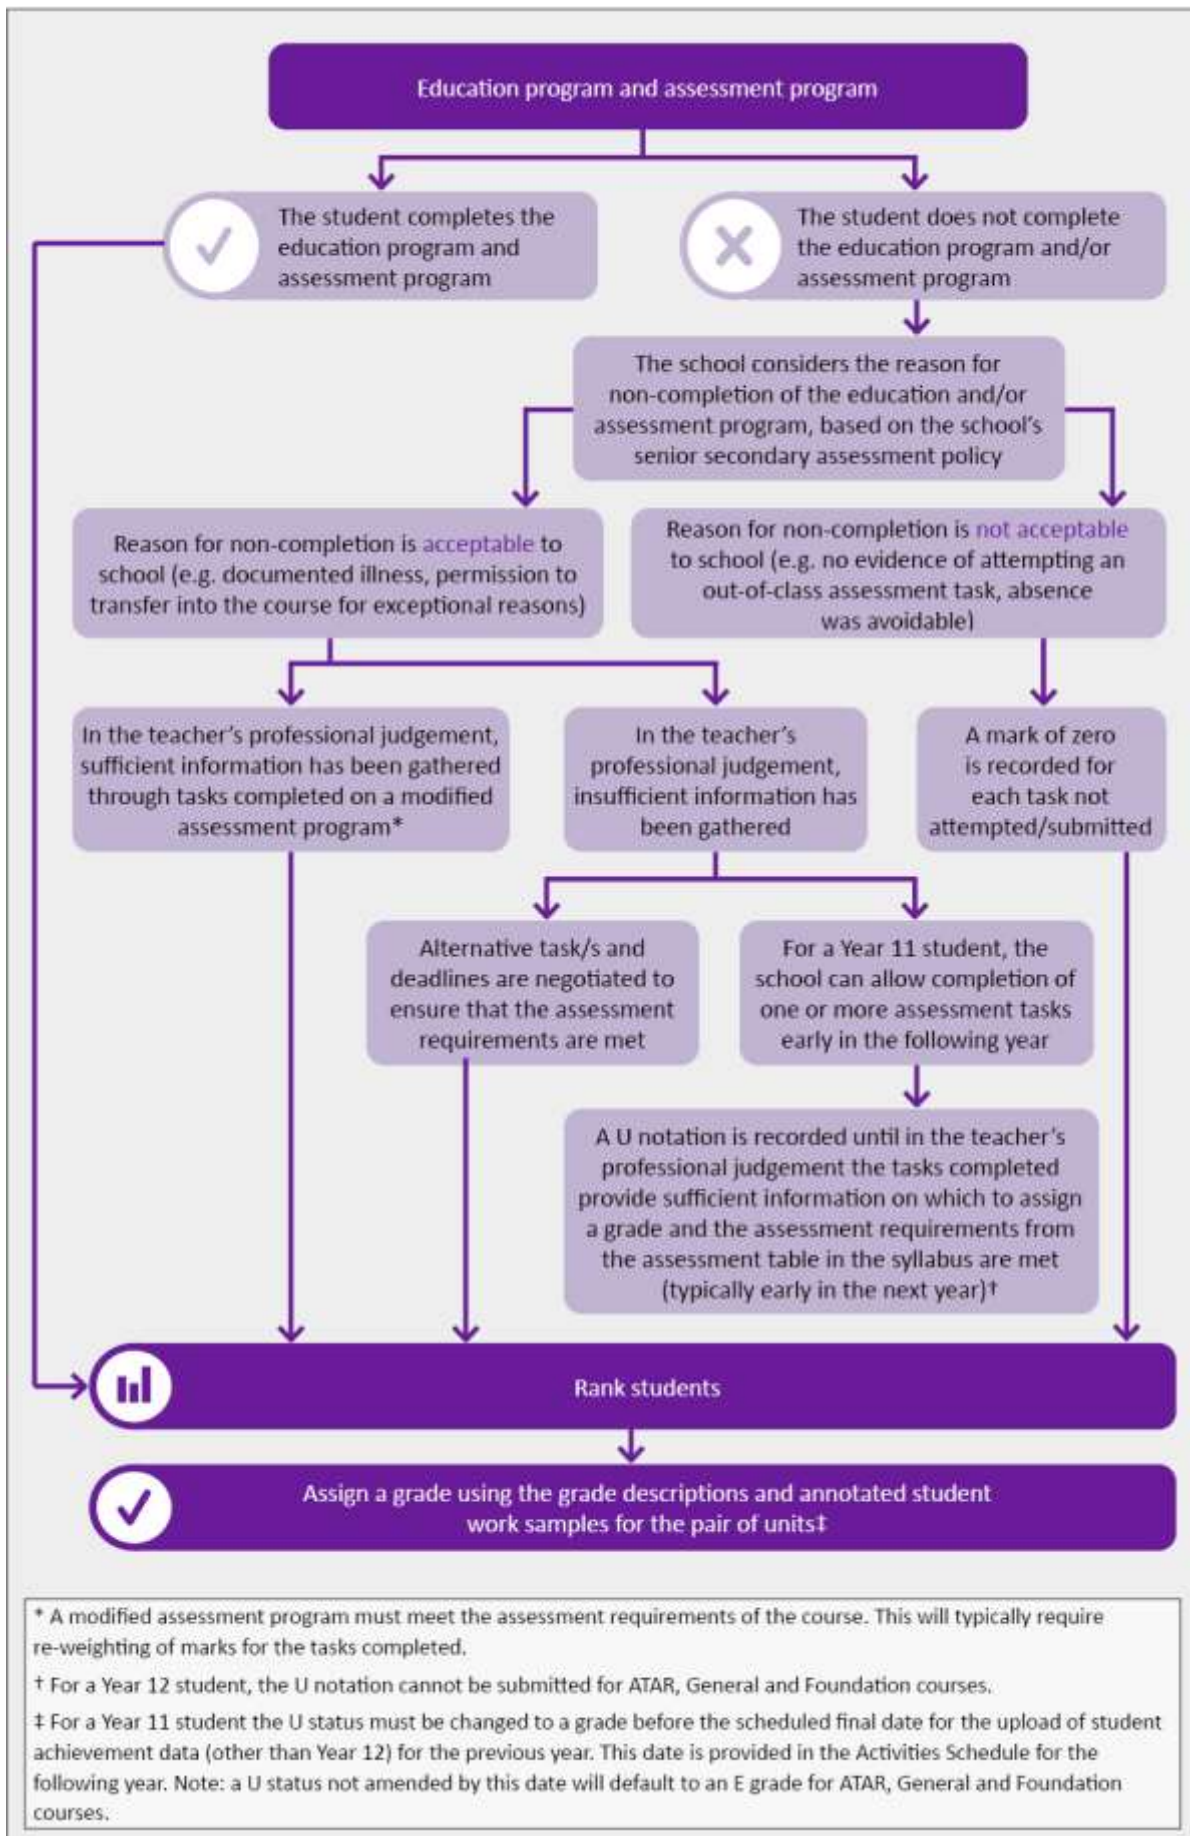 Education program and assessment program
The student completes the
education program and
assessment program
The student does not complete
the education program and/or
assessment program
The school considers the reason for
non-completion of the education and/or
assessment program, based on the school's
senior secondary assessment policy
Reason for non-completion is acceptable to
school (e.g. documented illness, permission to
transfer into the course for exceptional reasons)
Reason for non-completion is not acceptable
to school (e.g. no evidence of attempting an
out-of-class assessment task, absence
was avoidable)
In the teacher's professional judgement,
sufficient information has been gathered
through tasks completed on a modified
assessment program*
In the teacher's
professional judgement,
insufficient information has
been gathered
A mark of zero
is recorded for
each task not
attempted/submitted
Alternative task/s and
deadlines are negotiated to
ensure that the assessment
requirements are met
For a Year 11 student, the
school can allow completion of
one or more assessment tasks
early in the following year
A U notation is recorded until in the teacher's
professional judgement the tasks completed
provide sufficient information on which to assign
a grade and the assessment requirements from
the assessment table in the syllabus are met
(typically early in the next year)†
Rank students
Assign a grade using the grade descriptions and annotated student
work samples for the pair of units‡
* A modified assessment program must meet the assessment requirements of the course. This will typically require
re-weighting of marks for the tasks completed.
† For a Year 12 student, the U notation cannot be submitted for ATAR, General and Foundation courses.
‡ For a Year 11 student the U status must be changed to a grade before the scheduled final date for the upload of student
achievement data (other than Year 12) for the previous year. This date is provided in the Activities Schedule for the
following year. Note: a U status not amended by this date will default to an E grade for ATAR, General and Foundation
courses.